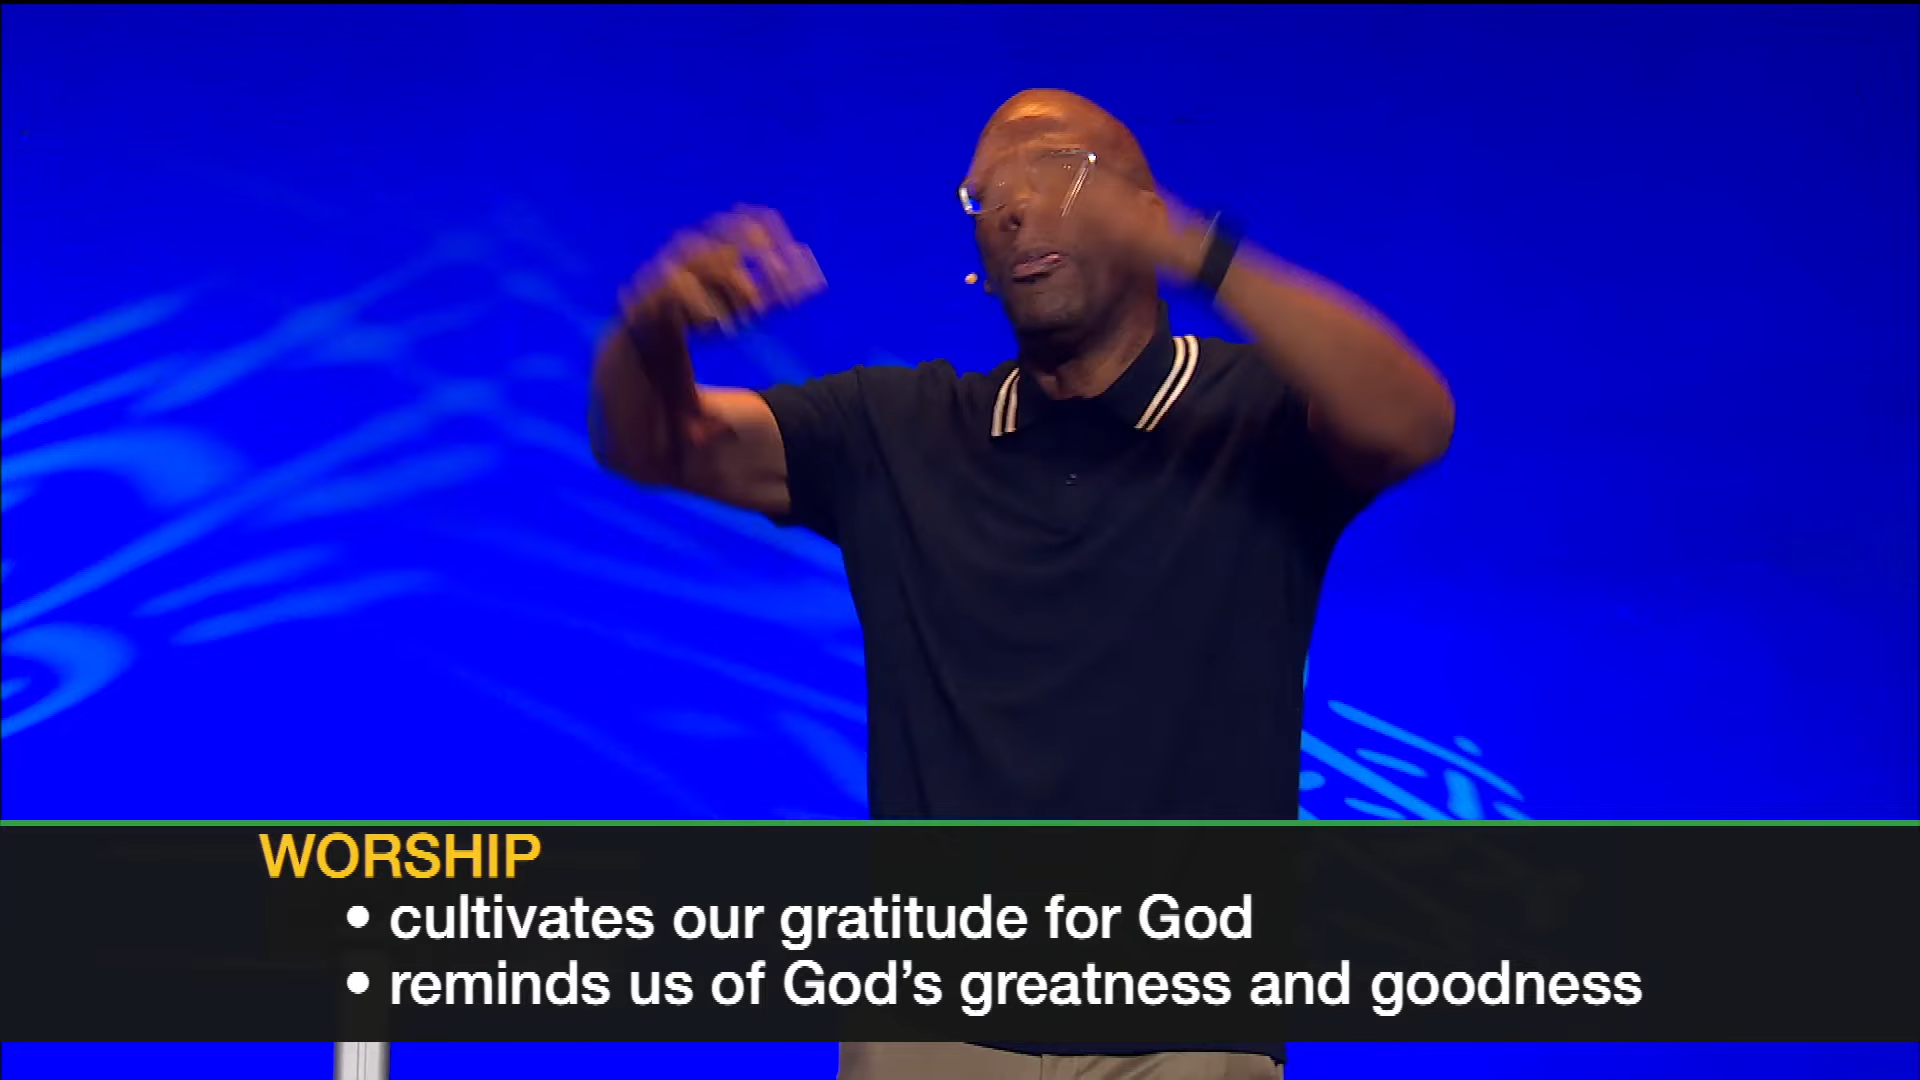 WORSHIP
• cultivates our gratitude for God
• reminds us of God’s greatness and goodness